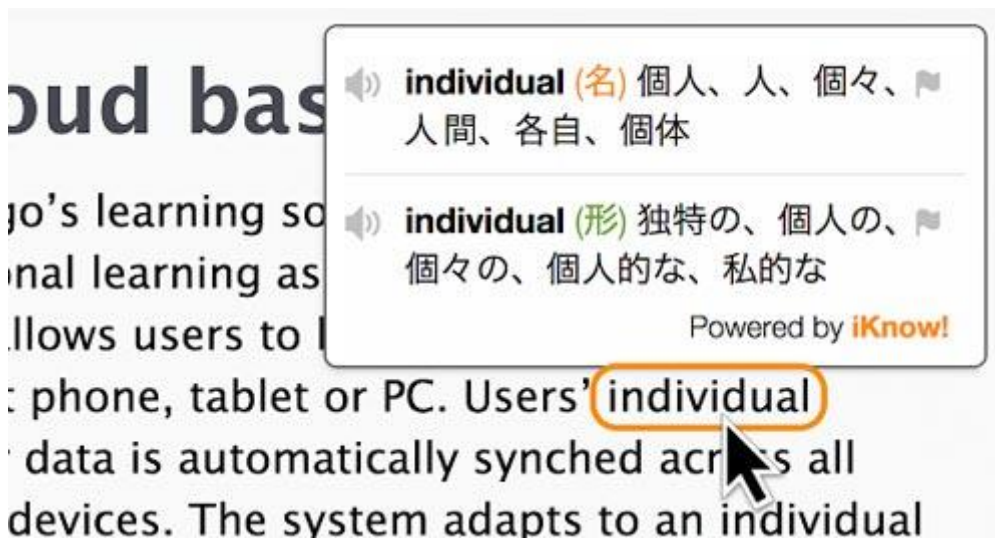 oud bas
go's learning so
nal learning as
llows users to l
phone, tablet or PC. Users' individual
data is automatically synched acr s all
devices. The system adapts to an individual
individual (名) 個人、人、個々、
人間、各自、個体
individual (形) 独特の、個人の、
個々の、個人的な、私的な
Powered by iKnow!